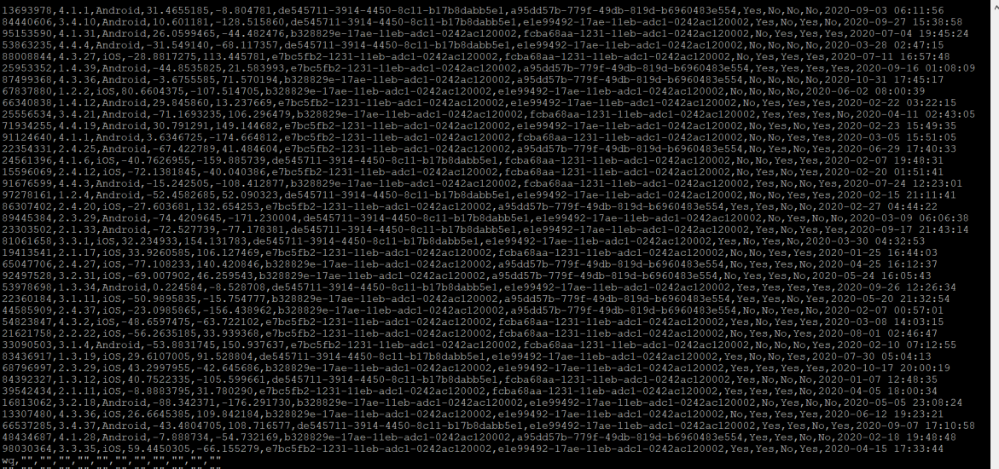 13693978,4.1.1,Android,31.4655185,-8.804781,de545711-3914-4450-8c11-b17b8dabb5e1,a95dd57b-779f-49db-819d-b6960483e554,Yes,No,No,No,2020-09-03 06:11:56
84440606,3.4.10,Android,10.601181,-128.515860,de545711-3914-4450-8c11-b17b8dabb5e1,e1e99492-17ae-11eb-adc1-0242ac120002,Yes,No,No,No,2020-09-27 15:38:58
95153590,4.1.31,Android,26.0599465,-44.482476,b328829e-17ae-11eb-adc1-0242ac120002,fcba68aa-1231-11eb-adc1-0242ac120002,No,Yes,Yes,Yes,2020-07-04 19:45:24
53863235,4.4.4,Android,-31.549140,-68.117357,de545711-3914-4450-8c11-b17b8dabb5e1,e1e99492-17ae-11eb-adc1-0242ac120002,No,No,No,No,2020-03-28 02:47:15
88008844,4.3.27,iOS,-28.8817275,113.445781,e7bc5fb2-1231-11eb-adc1-0242ac120002,fcba68aa-1231-11eb-adc1-0242ac120002,Yes,No,Yes,Yes,2020-07-11 16:57:48
25953352,1.4.39,Android,-44.8535825,21.583993,e7bc5fb2-1231-11eb-adc1-0242ac120002,a95dd57b-779f-49db-819d-b6960483e554,Yes,Yes,Yes,Yes,2020-09-16 01:08:09
87499368,4.3.36,Android,-3.6755585,71.570194,b328829e-17ae-11eb-adc1-0242ac120002,a95dd57b-779f-49db-819d-b6960483e554,No,No,No,No,2020-10-31 17:45:17
67837880,1.2.2,iOS,80.6604375,-107.514705,b328829e-17ae-11eb-adc1-0242ac120002,e1e99492-17ae-11eb-adc1-0242ac120002,No,No,No,No,2020-06-02 08:00:39
66340838,1.4.12,Android,29.845860,13.237669,e7bc5fb2-1231-11eb-adc1-0242ac120002,e1e99492-17ae-11eb-adc1-0242ac120002,Yes,No,Yes,Yes,2020-02-22 03:22:15
25556534,3.4.21,Android,-71.1693235,106.296479,b328829e-17ae-11eb-adc1-0242ac120002,fcba68aa-1231-11eb-adc1-0242ac120002,Yes,Yes,Yes,No,2020-04-11 02:43:05
71934255,4.4.19,Android,30.791291,149.144682,e7bc5fb2-1231-11eb-adc1-0242ac120002,e1e99492-17ae-11eb-adc1-0242ac120002,No,No,Yes,Yes,2020-02-23 15:49:35
91124640,4.1.1,Android,3.6346725,-174.664812,e7bc5fb2-1231-11eb-adc1-0242ac120002,fcba68aa-1231-11eb-adc1-0242ac120002,No,No,Yes,Yes,2020-03-05 15:51:05
22354331,2.4.25,Android,-67.422789,41.484604,e7bc5fb2-1231-11eb-adc1-0242ac120002,a95dd57b-779f-49db-819d-b6960483e554,Yes,No,Yes,Yes,2020-06-29 17:40:33
24561396,4.1.6,iOS,-40.7626955,-159.885739,de545711-3914-4450-8c11-b17b8dabb5e1,fcba68aa-1231-11eb-adc1-0242ac120002,No,No,Yes,Yes,2020-02-07 19:48:31
15596069,2.4.12,iOS,-72.1381845,-40.040386,e7bc5fb2-1231-11eb-adc1-0242ac120002,fcba68aa-1231-11eb-adc1-0242ac120002,No,No,Yes,Yes,2020-02-20 01:51:41
91676599,4.4.3,Android,-15.242505,-108.412877,b328829e-17ae-11eb-adc1-0242ac120002,fcba68aa-1231-11eb-adc1-0242ac120002,Yes,Yes,No,Yes,2020-07-24 12:23:01
97278161,1.2.4,Android,-52.4582685,52.090323,de545711-3914-4450-8c11-b17b8dabb5e1,e1e99492-17ae-11eb-adc1-0242ac120002,No,No,Yes,Yes,2020-02-15 21:11:41
86307402,2.4.20,iOS,-27.603681,132.654253,e7bc5fb2-1231-11eb-adc1-0242ac120002,a95dd57b-779f-49db-819d-b6960483e554,Yes,Yes,No,No,2020-02-27 04:44:22
89445384,2.3.29,Android,-74.4209645,-171.230004,de545711-3914-4450-8c11-b17b8dabb5e1,e1e99492-17ae-11eb-adc1-0242ac120002,No,Yes,No,No,2020-03-09 06:06:38
23303502,2.1.33,Android,-72.527739,-77.178381,de545711-3914-4450-8c11-b17b8dabb5e1,e1e99492-17ae-11eb-adc1-0242ac120002,Yes,No,Yes,No,2020-09-17 21:43:14
81061658,3.3.1,iOS,32.234933,154.131783,de545711-3914-4450-8c11-b17b8dabb5e1,e1e99492-17ae-11eb-adc1-0242ac120002,Yes,No,Yes,No,2020-03-30 04:32:53
19413541,2.1.17,iOS,33.9260585,106.127469,e7bc5fb2-1231-11eb-adc1-0242ac120002,fcba68aa-1231-11eb-adc1-0242ac120002,No,No,Yes,Yes,2020-01-25 16:44:03
65047706,2.4.27,iOS,-77.108233,140.420846,b328829e-17ae-11eb-adc1-0242ac120002,a95dd57b-779f-49db-819d-b6960483e554,No,Yes,Yes,Yes,2020-04-25 16:12:37
92497528,3.2.31,iOS,-69.007902,46.259543,b328829e-17ae-11eb-adc1-0242ac120002,a95dd57b-779f-49db-819d-b6960483e554,No,Yes,Yes,No,2020-05-24 16:05:43
53978698,1.3.34,Android,0.224584,-8.528708,de545711-3914-4450-8c11-b17b8dabb5e1,fcba68aa-1231-11eb-adc1-0242ac120002,Yes,Yes,Yes,Yes,2020-09-26 12:26:34
22360184,3.1.11,iOS,-50.9895835,-15.754777,b328829e-17ae-11eb-adc1-0242ac120002,a95dd57b-779f-49db-819d-b6960483e554,Yes,Yes,No,Yes,2020-05-20 21:32:54
44585909,2.4.37,iOS,-23.0985865,-156.438962,b328829e-17ae-11eb-adc1-0242ac120002,a95dd57b-779f-49db-819d-b6960483e554,No,Yes,Yes,Yes,2020-02-07 00:57:01
54823847,4.3.2,iOS,-48.6597475,-63.722102,e7bc5fb2-1231-11eb-adc1-0242ac120002,fcba68aa-1231-11eb-adc1-0242ac120002,Yes,No,Yes,Yes,2020-03-08 14:03:15
21621758,2.2.22,iOS,-56.2635185,33.939368,e7bc5fb2-1231-11eb-adc1-0242ac120002,fcba68aa-1231-11eb-adc1-0242ac120002,No,No,Yes,No,2020-08-01 02:46:47
33090503,3.1.4,Android,-53.8831745,150.937637,e7bc5fb2-1231-11eb-adc1-0242ac120002,fcba68aa-1231-11eb-adc1-0242ac120002,No,No,No,Yes,2020-02-10 07:12:55
83436917,1.3.19,iOS,29.6107005,91.528804,de545711-3914-4450-8c11-b17b8dabb5e1,e1e99492-17ae-11eb-adc1-0242ac120002,Yes,No,Yes,No,2020-07-30 05:04:13
68796997,2.3.29,iOS,43.2997955,-42.645686,b328829e-17ae-11eb-adc1-0242ac120002,e1e99492-17ae-11eb-adc1-0242ac120002,Yes,Yes,Yes,Yes,2020-10-17 20:00:19
84392327,1.3.12,iOS,40.7522335,-105.599661,de545711-3914-4450-8c11-b17b8dabb5e1,fcba68aa-1231-11eb-adc1-0242ac120002,Yes,No,No,No,2020-01-07 12:48:35
39542434,2.1.11,iOS,-8.8883795,31.780290,e7bc5fb2-1231-11eb-adc1-0242ac120002,fcba68aa-1231-11eb-adc1-0242ac120002,No,Yes,Yes,Yes,2020-04-05 18:00:34
16813062,3.2.18,Android,-88.342371,-176.291730,b328829e-17ae-11eb-adc1-0242ac120002,e1e99492-17ae-11eb-adc1-0242ac120002,No,Yes,No,No,2020-05-05 23:08:24
13307480,4.3.36,iOS,26.6645385,109.842184,b328829e-17ae-11eb-adc1-0242ac120002,e1e99492-17ae-11eb-adc1-0242ac120002,No,Yes,Yes,No,2020-06-12 19:23:21
66537285,3.4.37,Android,-43.4804705,108.716577,de545711-3914-4450-8c11-b17b8dabb5e1,fcba68aa-1231-11eb-adc1-0242ac120002,Yes,Yes,No,Yes,2020-09-07 17:10:58
48434687,4.1.28,Android,-7.888734,-54.732169,b328829e-17ae-11eb-adc1-0242ac120002,a95dd57b-779f-49db-819d-b6960483e554,No,Yes,Yes,No,2020-02-18 19:48:48
98030364,3.3.35,iOS,59.4450305,-66.155279,e7bc5fb2-1231-11eb-adc1-0242ac120002,e1e99492-17ae-11eb-adc1-0242ac120002,Yes,Yes,No,Yes,2020-04-15 17:33:44
wq,"","","","","","","","","","",""